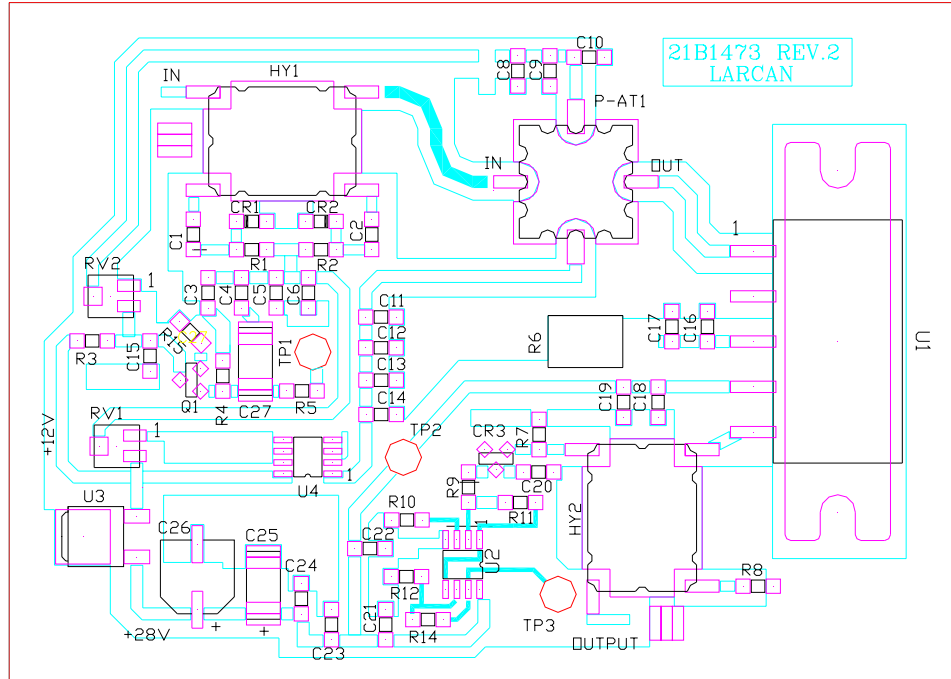 C10
21B1473 REV.2
LARCAN
C8
C9
HY1
IN
P-AT1
IN
OUT
CR1
CR2
C1
C2
1
R1
R2
RV2
1
C3
C4
C5
C6
C11
R15
R3
C15
TP1
C12
R6
C17
C16
U1
Q1
R4
C27
R5
C13
C14
C19
C18
RV1
+12V
1
TP2
CR3
R7
U4
1
R9
C20
U3
C26
C25
R10
1
R11
HY2
C22
U2
C24
R12
R8
TP3
+28V
+
+
C23
C21
R14
OUTPUT